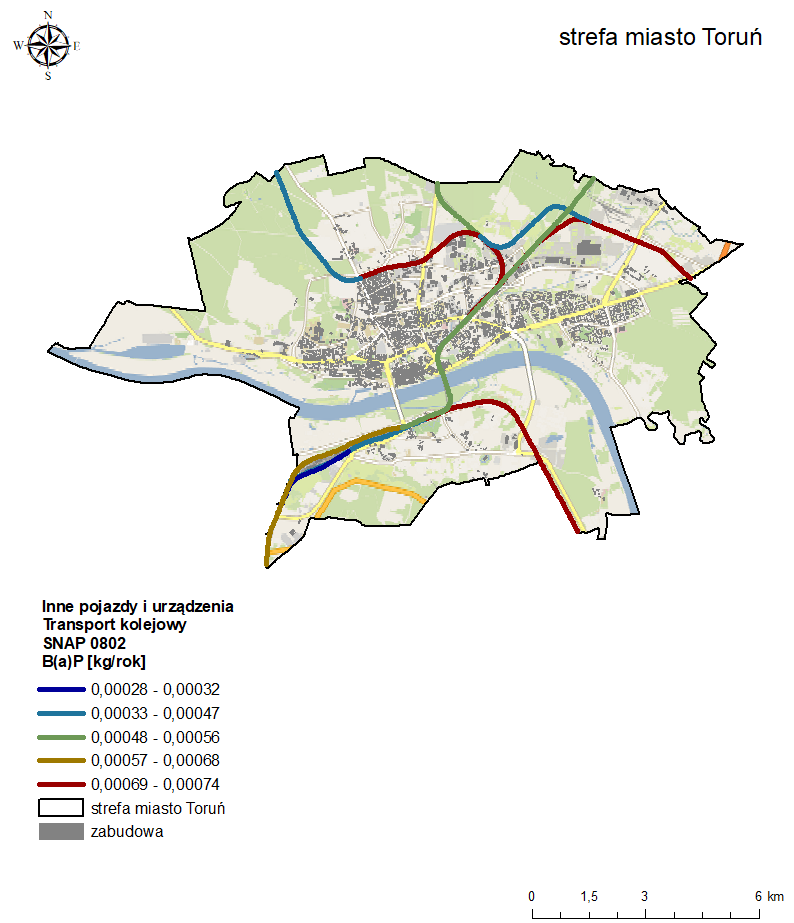 N
W E
S
strefa miasto Toruń
Inne pojazdy i urządzenia
Transport kolejowy
SNAP 0802
B(a)P [kg/rok]
0,00028 - 0,00032
0,00033 - 0,00047
0,00048 - 0,00056
0,00057 - 0,00068
0,00069 - 0,00074
strefa miasto Toruń
zabudowa
0 1,5 3 6 km